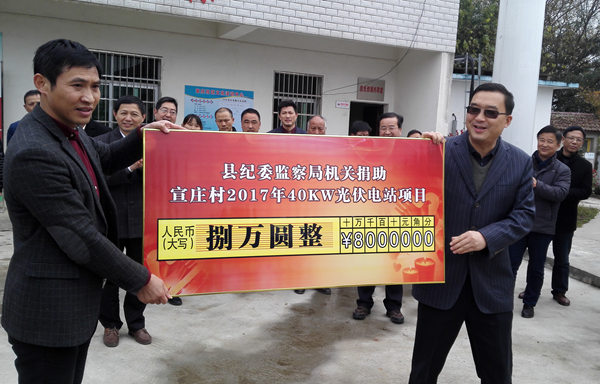 县纪委监察局机关捐助
宣庄村2017年40KW光伏电站项目
人民币
(大写)
捌万圆整
十万千百十元角分
¥8000000